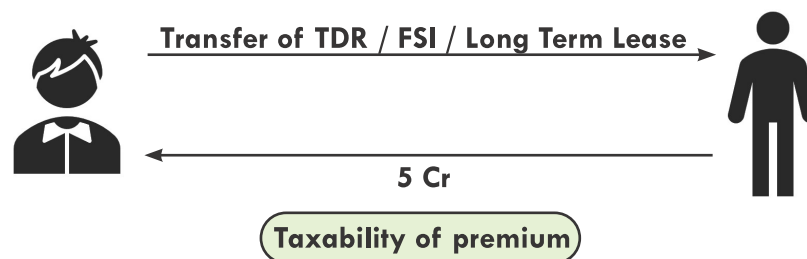 Transfer of TDR / FSI / Long Term Lease
5 Cr
Taxability of premium